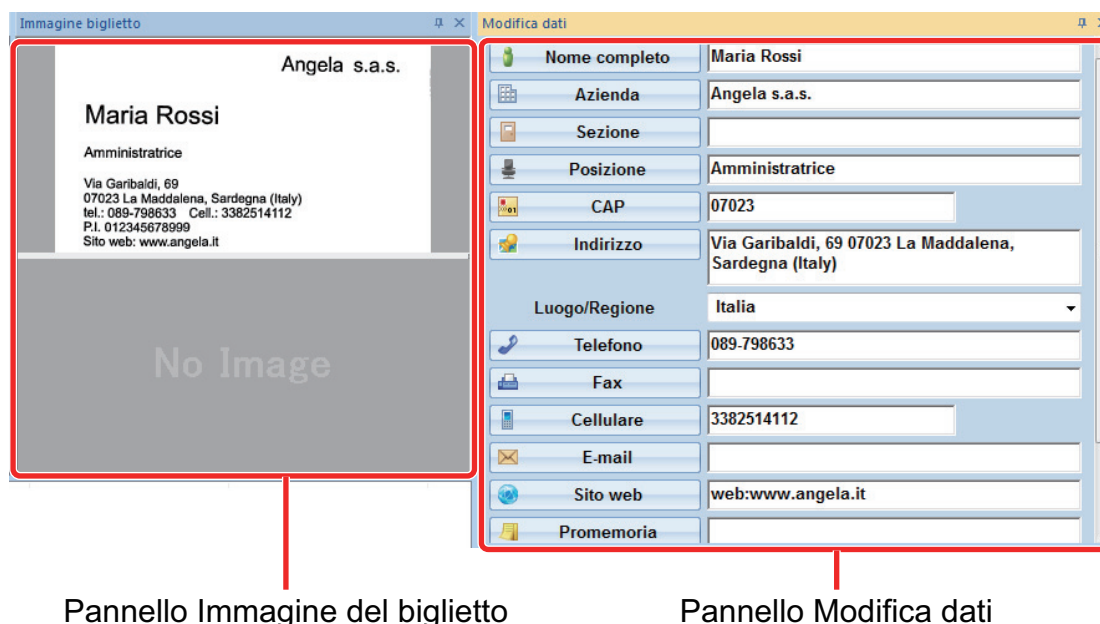 Immagine biglietto
Angela s.a.s.
Maria Rossi
Amministratrice
Via Garibaldi, 69
07023 La Maddalena, Sardegna (Italy)
tel.: 089-798633 Cell.: 3382514112
P.I. 012345678999
Sito web: www.angela.it
No Image
Modifica dati
Nome completo Maria Rossi
Azienda Angela s.a.s.
Sezione
Posizione Amministratrice
CAP 07023
Indirizzo Via Garibaldi, 69 07023 La Maddalena,
Sardegna (Italy)
Luogo/Regione Italia
Telefono 089-798633
Fax
Cellulare 3382514112
E-mail
Sito web web:www.angela.it
Promemoria
Pannello Immagine del biglietto
Pannello Modifica dati